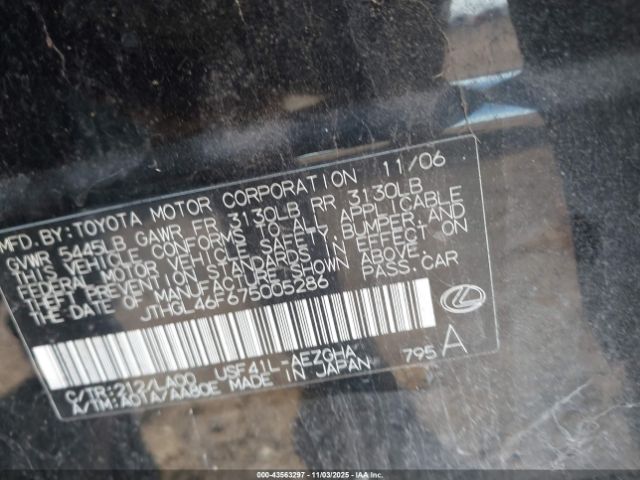 MFD. BY: TOYOTA MOTOR CORPORATION 11/06
GVWR 5445LB GAWR FR 3130LB RR 3130LB
THIS VEHICLE CONFORMS TO ALL APPLICABLE
FEDERAL MOTOR VEHICLE SAFETY, BUMPER, AND
THEFT PREVENTION STANDARDS IN EFFECT ON
THE DATE OF MANUFACTURE SHOWN ABOVE.
JTHGL46F675005286 PASS. CAR
C/TR: 212/LA00 USF41L-AEZGHA 795 A
A/TM: A01A/AA80E MADE IN JAPAN
000-43563297 - 11/03/2025 - IAA Inc.